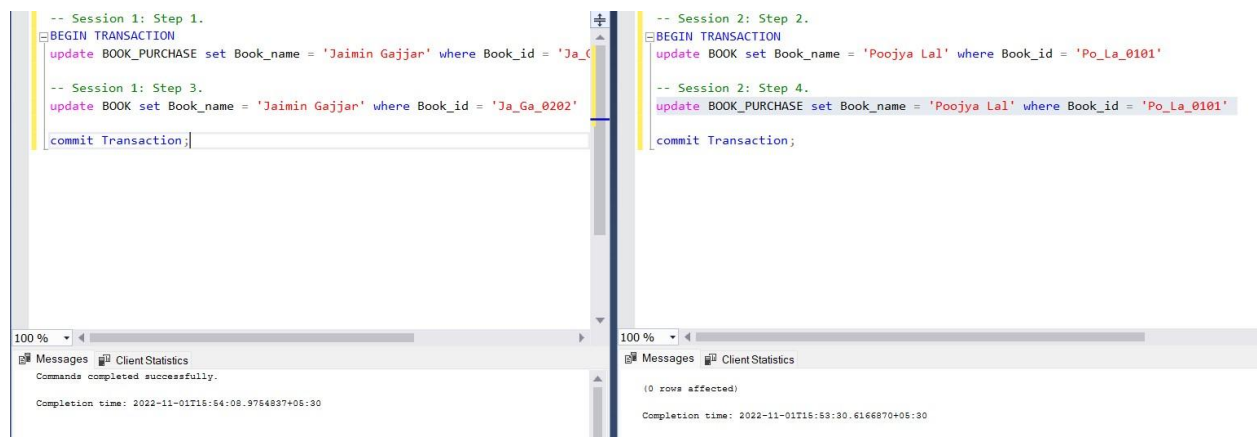 -- Session 1: Step 1.
BEGIN TRANSACTION
update BOOK_PURCHASE set Book_name = 'Jaimin Gajjar' where Book_id = 'Ja_G
-- Session 1: Step 3.
update BOOK set Book_name = 'Jaimin Gajjar' where Book_id = 'Ja_Ga_0202'
commit Transaction;
100 %
Messages Client Statistics
Commands completed successfully.
Completion time: 2022-11-01T15:54:08.9754837+05:30
-- Session 2: Step 2.
BEGIN TRANSACTION
update BOOK set Book_name = 'Poojya Lal' where Book_id = 'Po_La_0101'
-- Session 2: Step 4.
update BOOK_PURCHASE set Book_name = 'Poojya Lal' where Book_id = 'Po_La_0101'
commit Transaction;
100 %
Messages Client Statistics
(0 rows affected)
Completion time: 2022-11-01T15:53:30.6166870+05:30